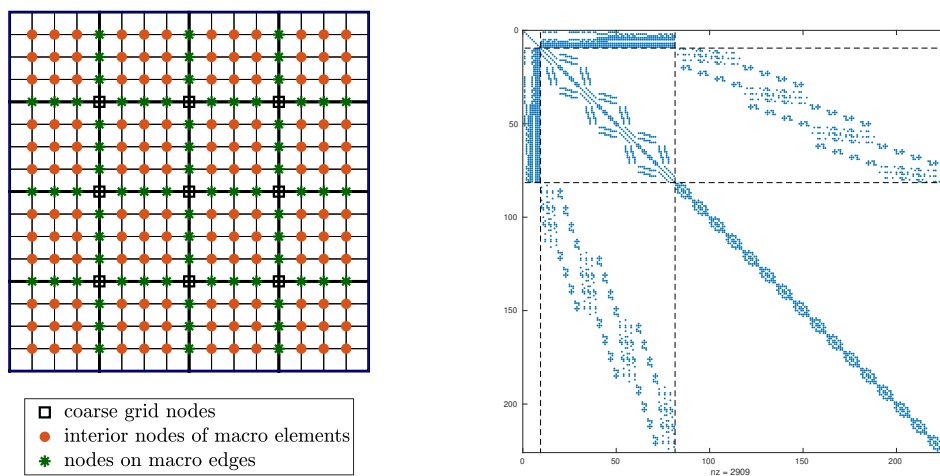 coarse grid nodes
interior nodes of macro elements
nodes on macro edges
0
50
100
150
200
0
50
100
150
200
nz = 2909